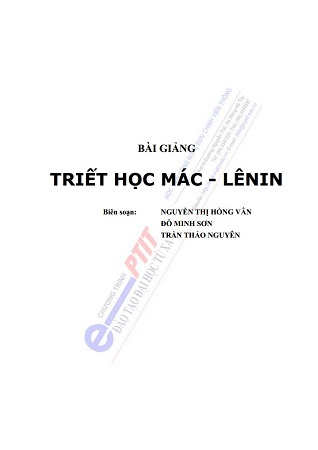 BÀI GIẢNG
TRIẾT HỌC MÁC - LÊNIN
Biên soạn: NGUYỄN THỊ HỒNG VÂN
ĐỖ MINH SƠN
TRẦN THẢO NGUYÊN
CHƯƠNG TRÌNH
e-PTIT
ĐÀO TẠO ĐẠI HỌC TỪ XA